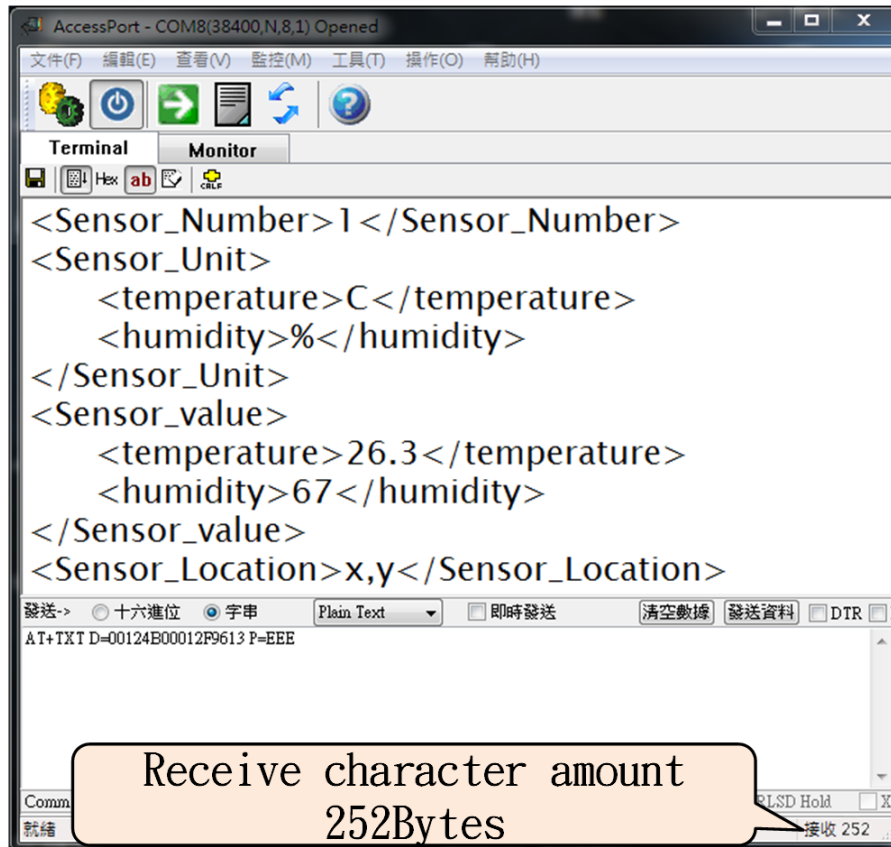 AccessPort - COM8(38400,N,8,1) Opened
文件(F) 編輯(E) 查看(V) 監控(M) 工具(T) 操作(O) 幫助(H)
Terminal Monitor
Hex ab CRLF
<Sensor_Number>1</Sensor_Number>
<Sensor_Unit>
<temperature>C</temperature>
<humidity>%</humidity>
</Sensor_Unit>
<Sensor_value>
<temperature>26.3</temperature>
<humidity>67</humidity>
</Sensor_value>
<Sensor_Location>x,y</Sensor_Location>
發送-> 十六進位 字串 Plain Text 即時發送 清空數據 發送資料 DTR
AT+TXT D=00124B00012F9613 P=EEE
Receive character amount
252Bytes
Comm RLSD Hold X
就緒 接收 252